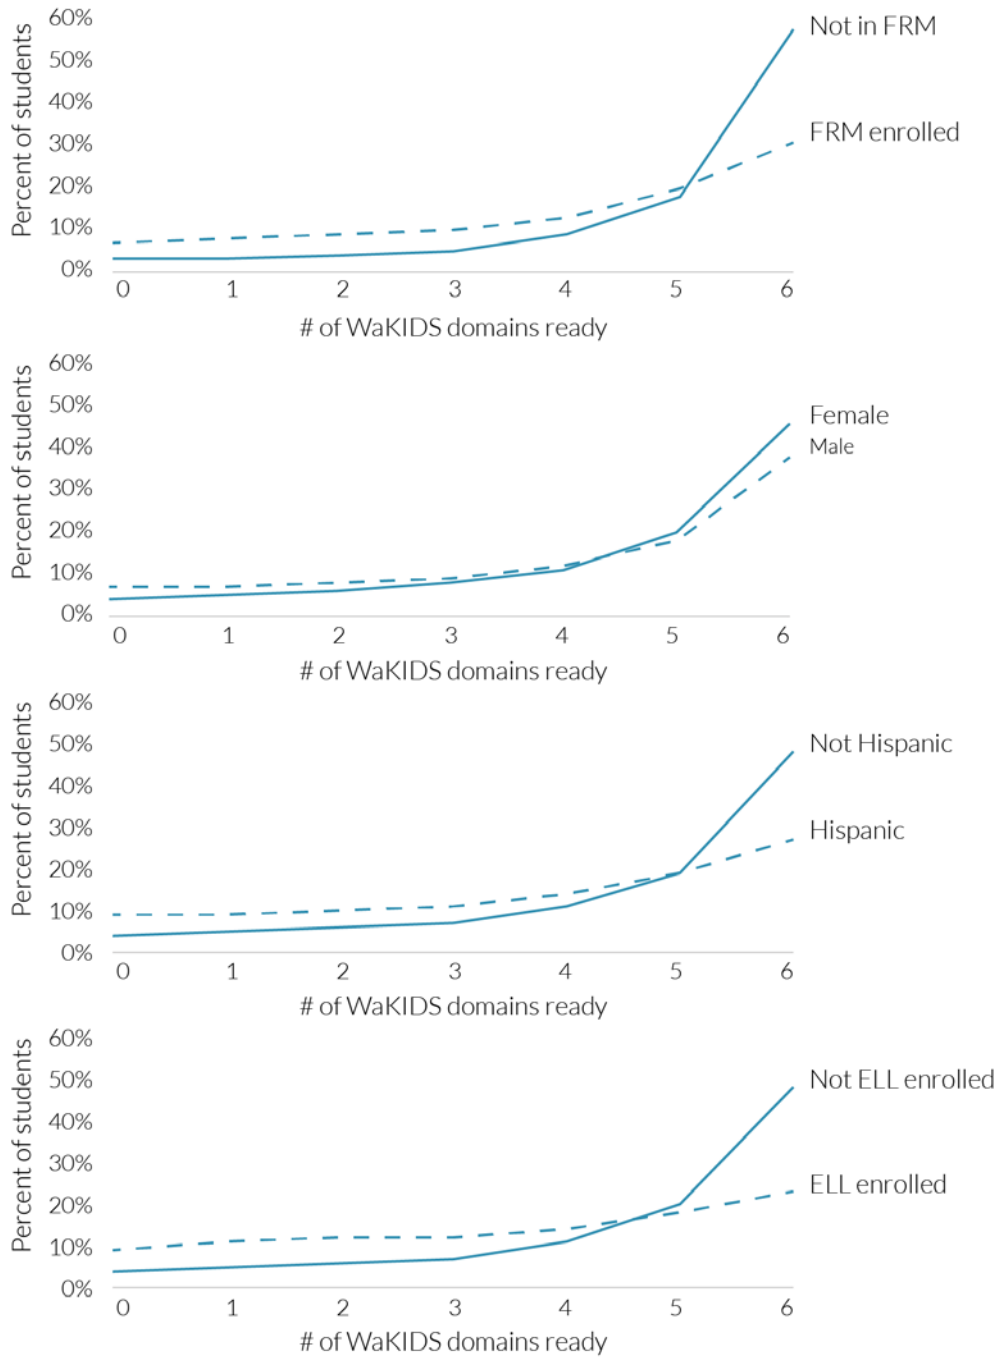 60%
50%
40%
30%
20%
10%
0%
Percent of students
Not in FRM
FRM enrolled
0 1 2 3 4 5 6
# of WaKIDS domains ready
60%
50%
40%
30%
20%
10%
0%
Percent of students
Female
Male
0 1 2 3 4 5 6
# of WaKIDS domains ready
60%
50%
40%
30%
20%
10%
0%
Percent of students
Not Hispanic
Hispanic
0 1 2 3 4 5 6
# of WaKIDS domains ready
60%
50%
40%
30%
20%
10%
0%
Percent of students
Not ELL enrolled
ELL enrolled
0 1 2 3 4 5 6
# of WaKIDS domains ready